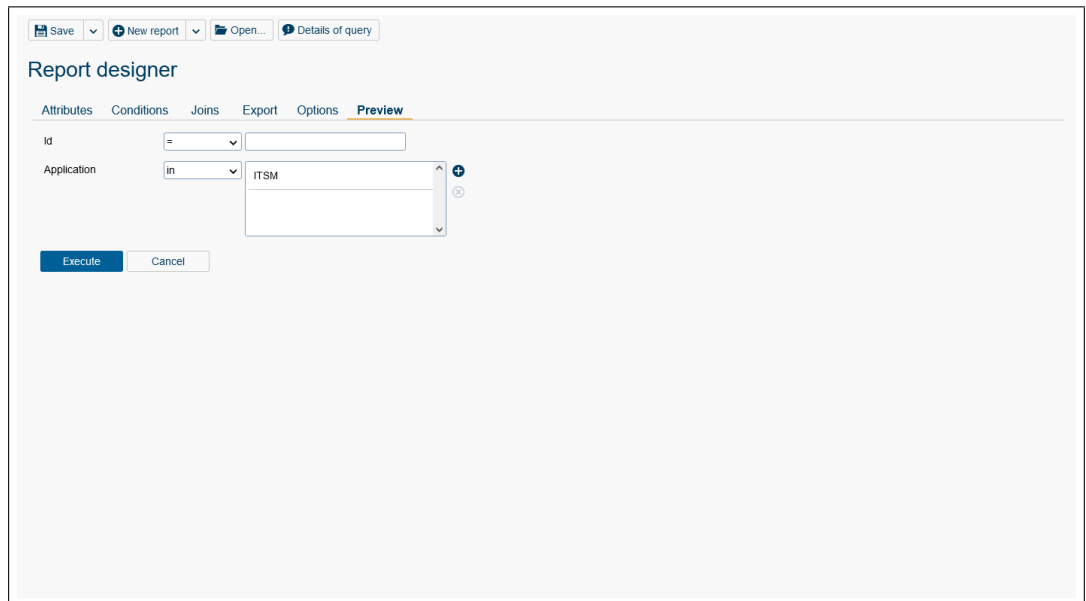 Save New report Open... Details of query
Report designer
Attributes Conditions Joins Export Options Preview
Id =
Application in ITSM
Execute Cancel